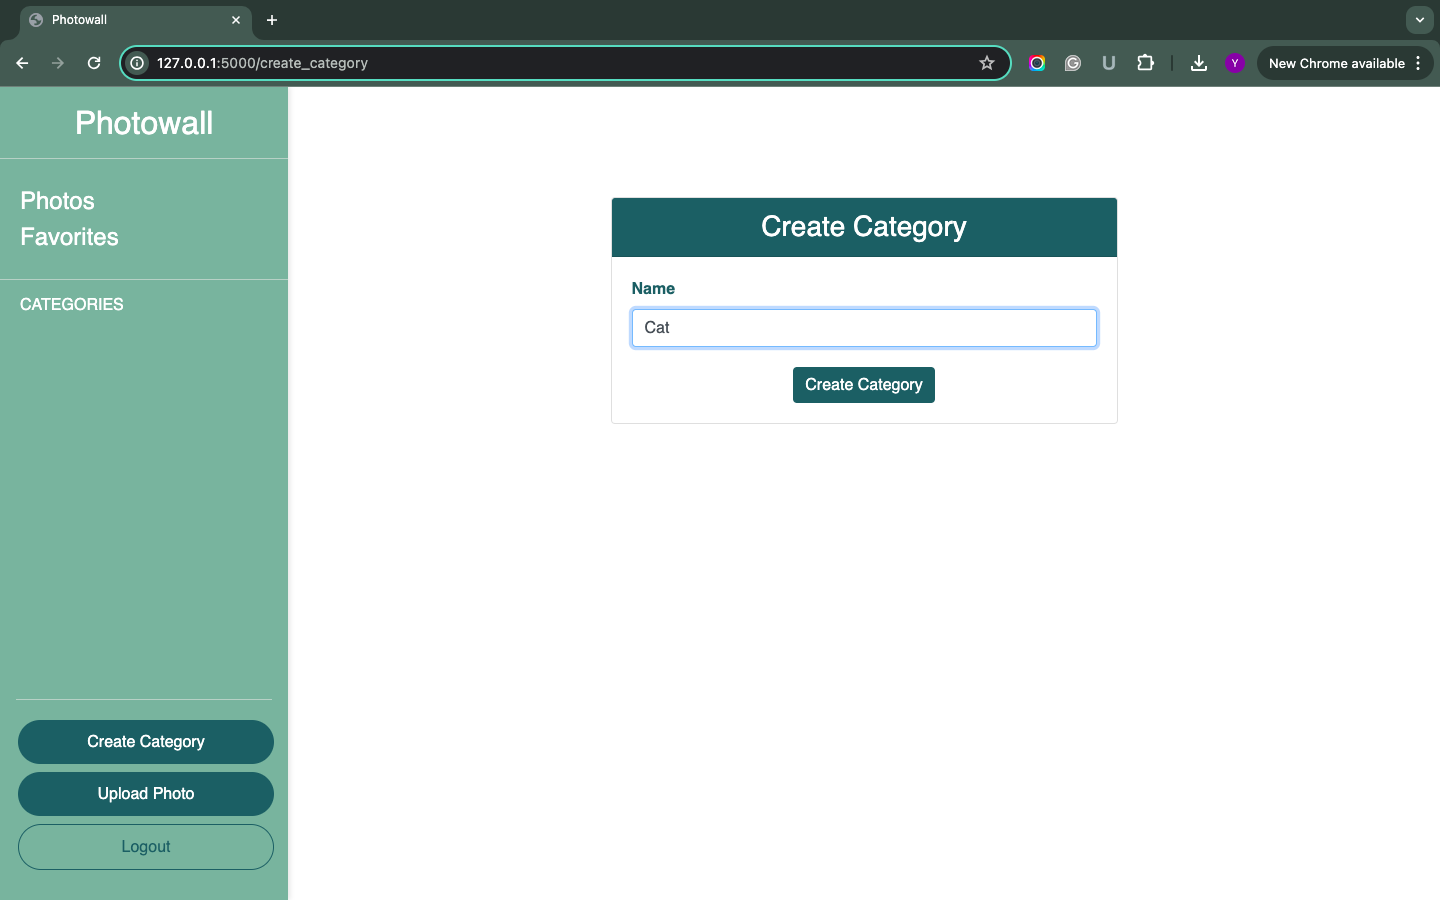 Photowall
127.0.0.1:5000/create_category
Y
New Chrome available
Photowall
Photos
Favorites
CATEGORIES
Create Category
Upload Photo
Logout
Create Category
Name
Cat
Create Category